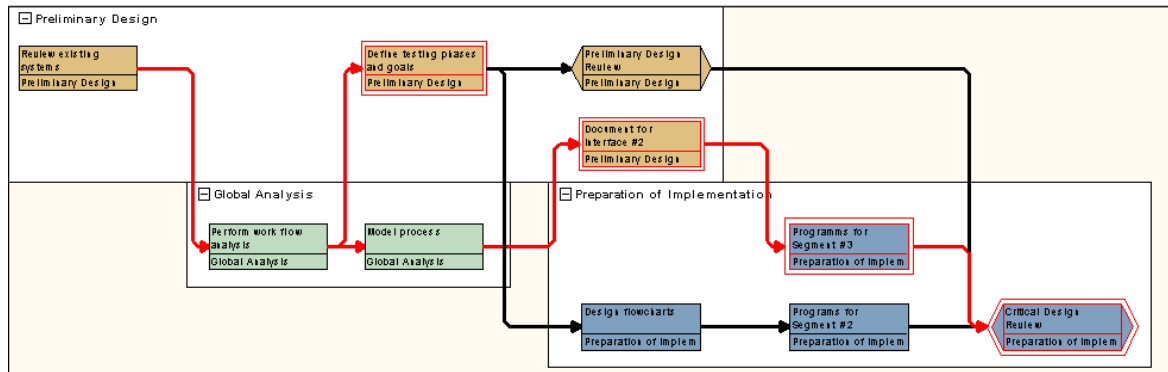 Preliminary Design
Review existing
systems
Preliminary Design
Define testing phases
and goals
Preliminary Design
Preliminary Design
Review
Preliminary Design
Document for
Interface #2
Preliminary Design
Global Analysis
Perform work flow
analysis
Global Analysis
Model process
Global Analysis
Preparation of Implementation
Programms for
Segment #3
Preparation of Implem
Design flowcharts
Preparation of Implem
Programs for
Segment #2
Preparation of Implem
Critical Design
Review
Preparation of Implem